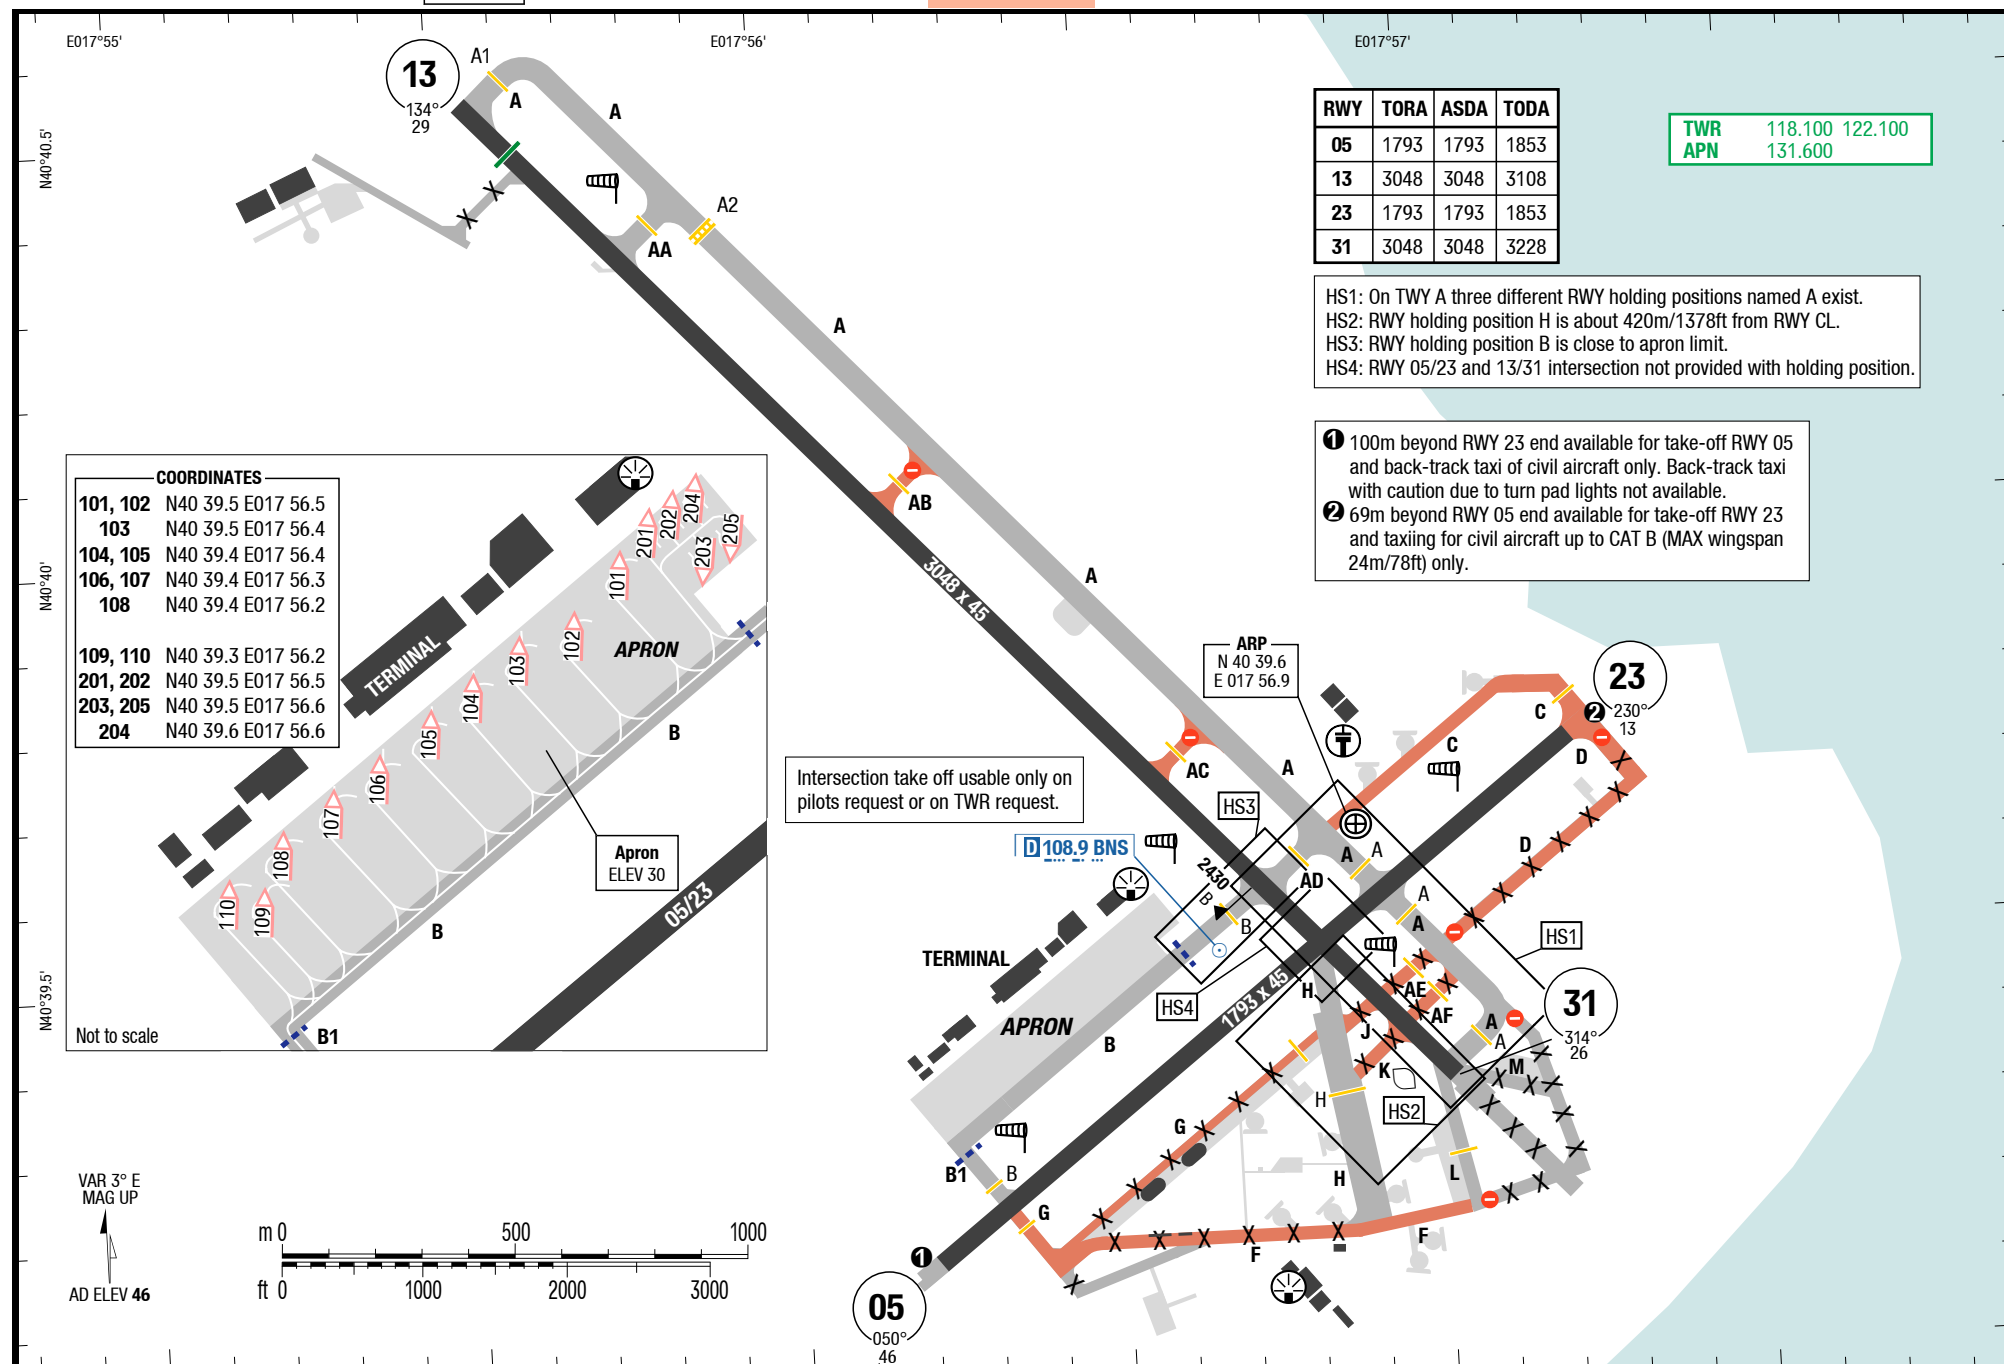 E017°55'
E017°56'
E017°57'
N40°40.5'
N40°40'
N40°39.5'
13
134°
29
A1
A
A
A2
AA
A
AB
A
3048 x 45
AC
A
RWY TORA ASDA TODA
05 1793 1793 1853
13 3048 3048 3108
23 1793 1793 1853
31 3048 3048 3228
TWR 118.100 122.100
APN 131.600
HS1: On TWY A three different RWY holding positions named A exist.
HS2: RWY holding position H is about 420m/1378ft from RWY CL.
HS3: RWY holding position B is close to apron limit.
HS4: RWY 05/23 and 13/31 intersection not provided with holding position.
1 100m beyond RWY 23 end available for take-off RWY 05
and back-track taxi of civil aircraft only. Back-track taxi
with caution due to turn pad lights not available.
2 69m beyond RWY 05 end available for take-off RWY 23
and taxiing for civil aircraft up to CAT B (MAX wingspan
24m/78ft) only.
COORDINATES
101, 102 N40 39.5 E017 56.5
103 N40 39.5 E017 56.4
104, 105 N40 39.4 E017 56.4
106, 107 N40 39.4 E017 56.3
108 N40 39.4 E017 56.2
109, 110 N40 39.3 E017 56.2
201, 202 N40 39.5 E017 56.5
203, 205 N40 39.5 E017 56.6
204 N40 39.6 E017 56.6
TERMINAL
APRON
204
202
201
205
203
101
102
103
104
105
106
107
108
109
110
B
B
B1
Apron
ELEV 30
05/23
Not to scale
ARP
N 40 39.6
E 017 56.9
23
230°
13
2
C
C
D
D
Intersection take off usable only on
pilots request or on TWR request.
HS3
D 108.9 BNS
2430
B
B
AD
A
A
A
A
HS1
TERMINAL
APRON
B
HS4
1793 x 45
H
J
AE
AF
K
A
A
M
31
314°
26
HS2
H
H
L
G
G
F
F
B1
B
1
05
050°
46
VAR 3° E
MAG UP
AD ELEV 46
m 0 500 1000
ft 0 1000 2000 3000